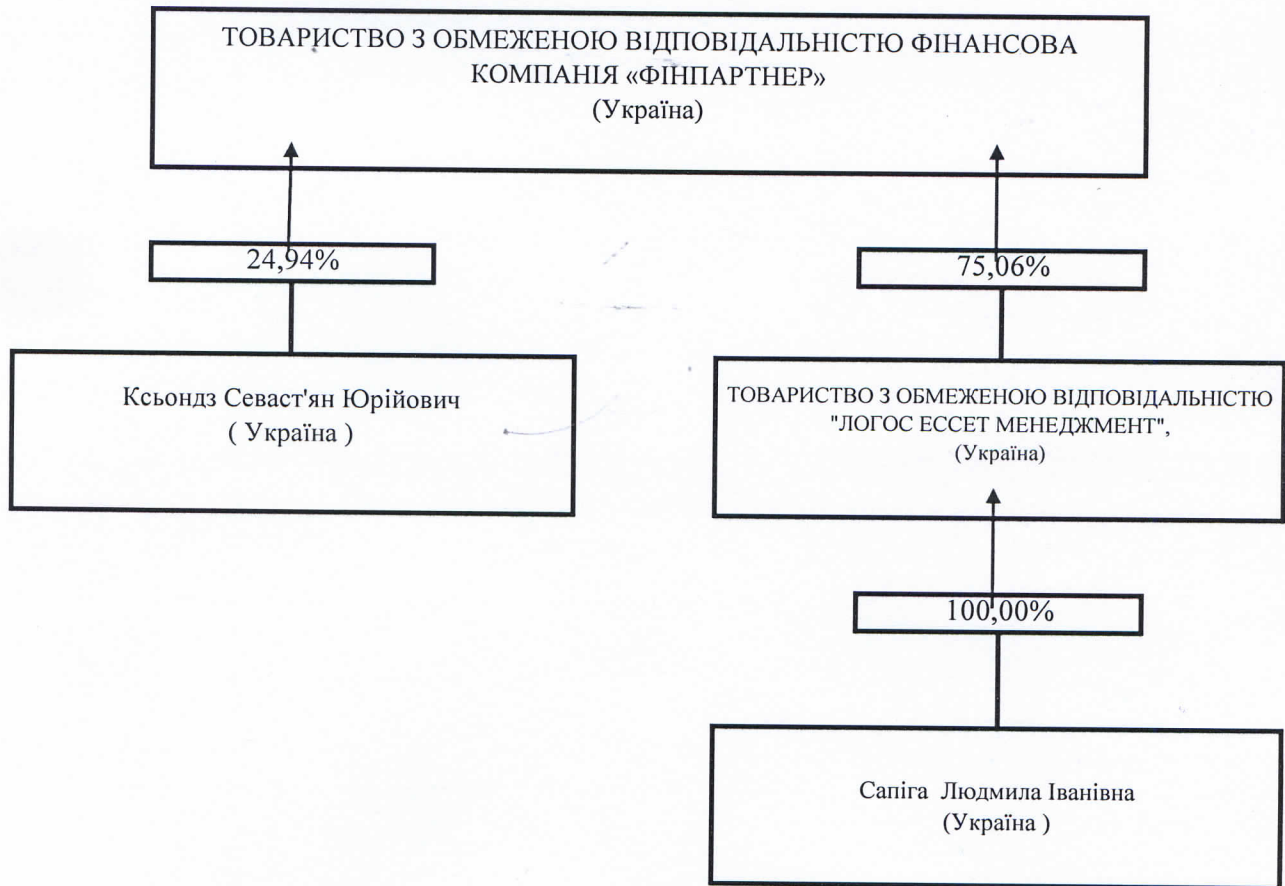 ТОВАРИСТВО З ОБМЕЖЕНОЮ ВІДПОВІДАЛЬНІСТЮ ФІНАНСОВА
КОМПАНІЯ «ФІНПАРТНЕР»
(Україна)
24,94%
75,06%
Ксьондз Севаст'ян Юрійович
( Україна )
ТОВАРИСТВО З ОБМЕЖЕНОЮ ВІДПОВІДАЛЬНІСТЮ
"ЛОГОС ЕССЕТ МЕНЕДЖМЕНТ",
(Україна)
100,00%
Сапіга Людмила Іванівна
(Україна )